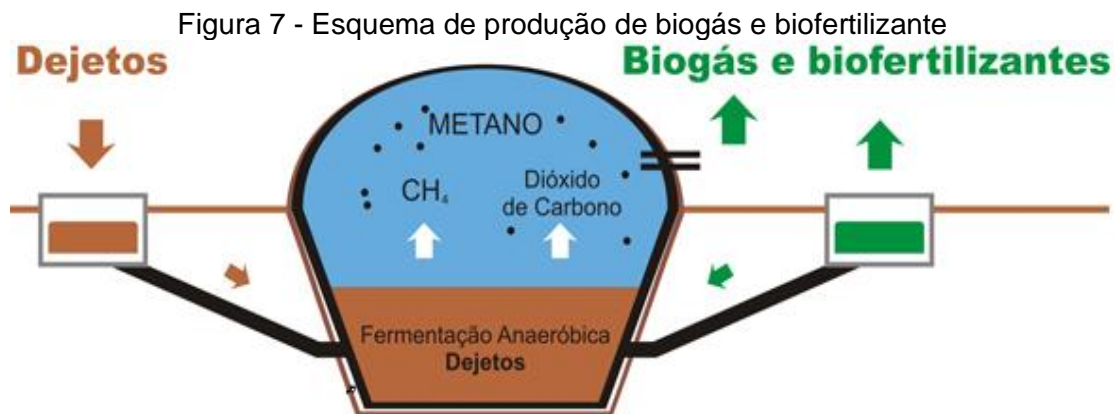 Figura 7 - Esquema de produção de biogás e biofertilizante
Dejetos
Biogás e biofertilizantes
METANO
CH₄
Dióxido
de Carbono
Fermentação Anaeróbica
Dejetos